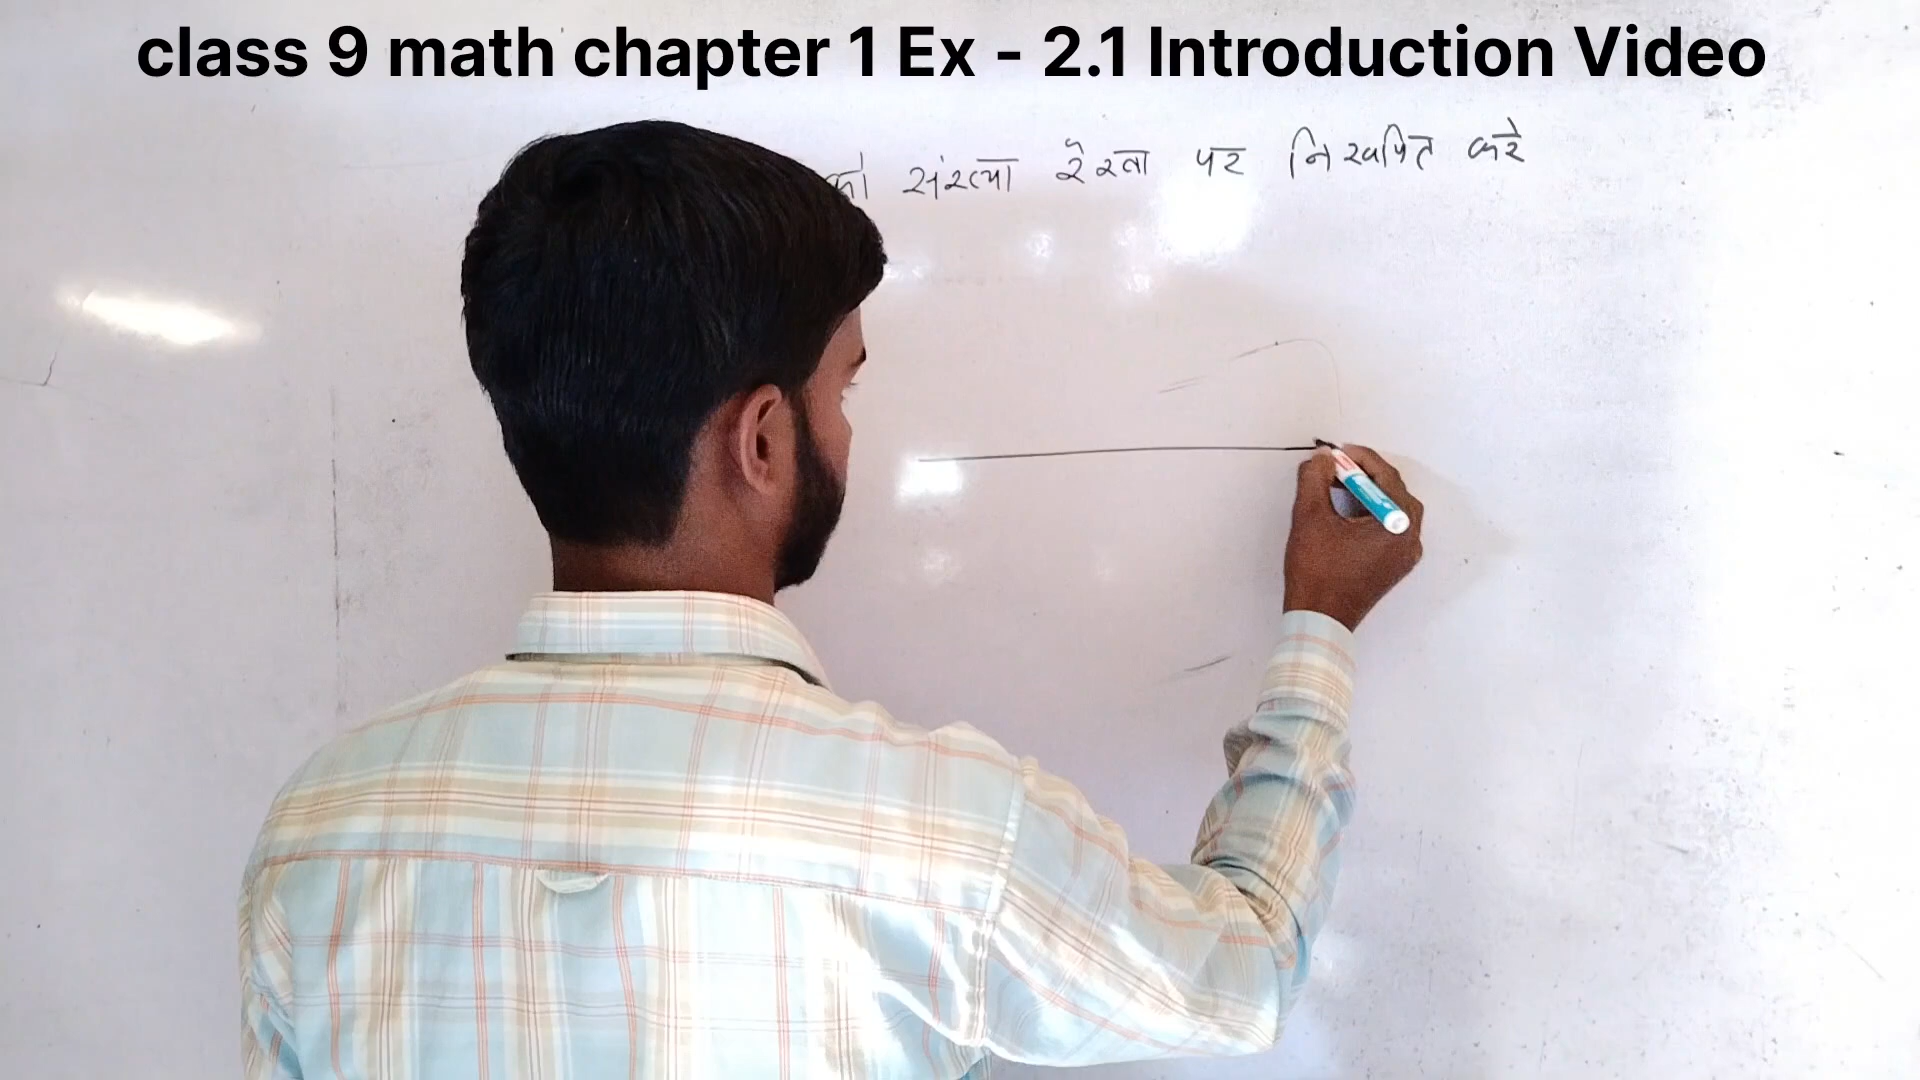 class 9 math chapter 1 Ex - 2.1 Introduction Video
को संख्या रेखा पर निरूपित करे